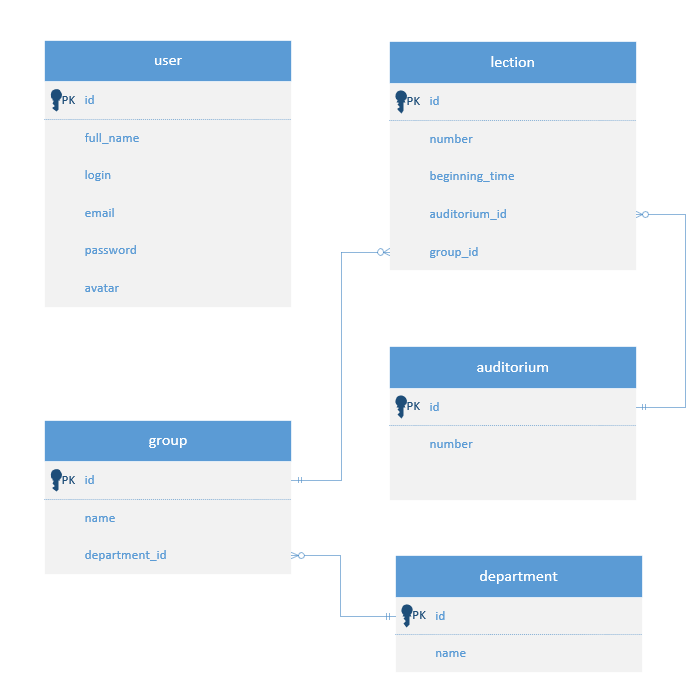 user
PK id
full_name
login
email
password
avatar
lection
PK id
number
beginning_time
auditorium_id
group_id
auditorium
PK id
number
group
PK id
name
department_id
department
PK id
name